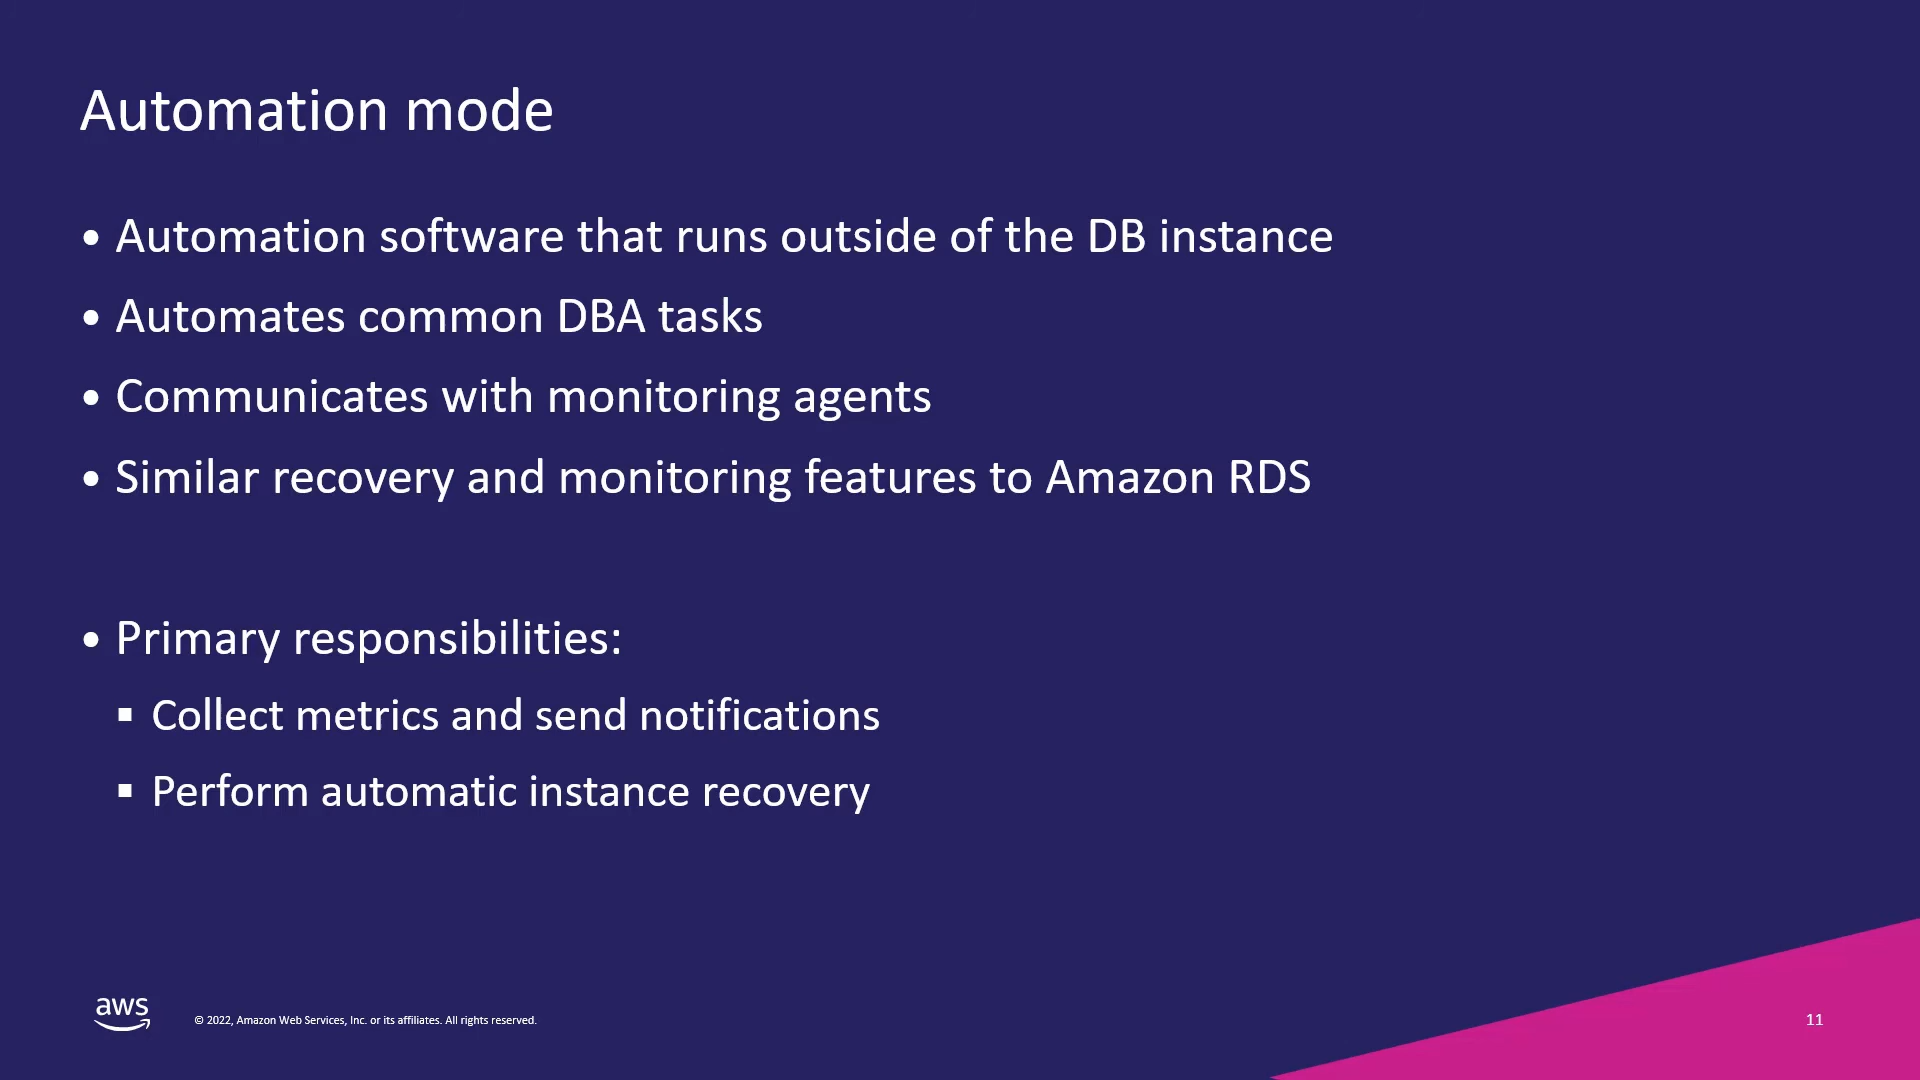 Automation mode
• Automation software that runs outside of the DB instance
• Automates common DBA tasks
• Communicates with monitoring agents
• Similar recovery and monitoring features to Amazon RDS
• Primary responsibilities:
▪ Collect metrics and send notifications
▪ Perform automatic instance recovery
aws
© 2022, Amazon Web Services, Inc. or its affiliates. All rights reserved.
11